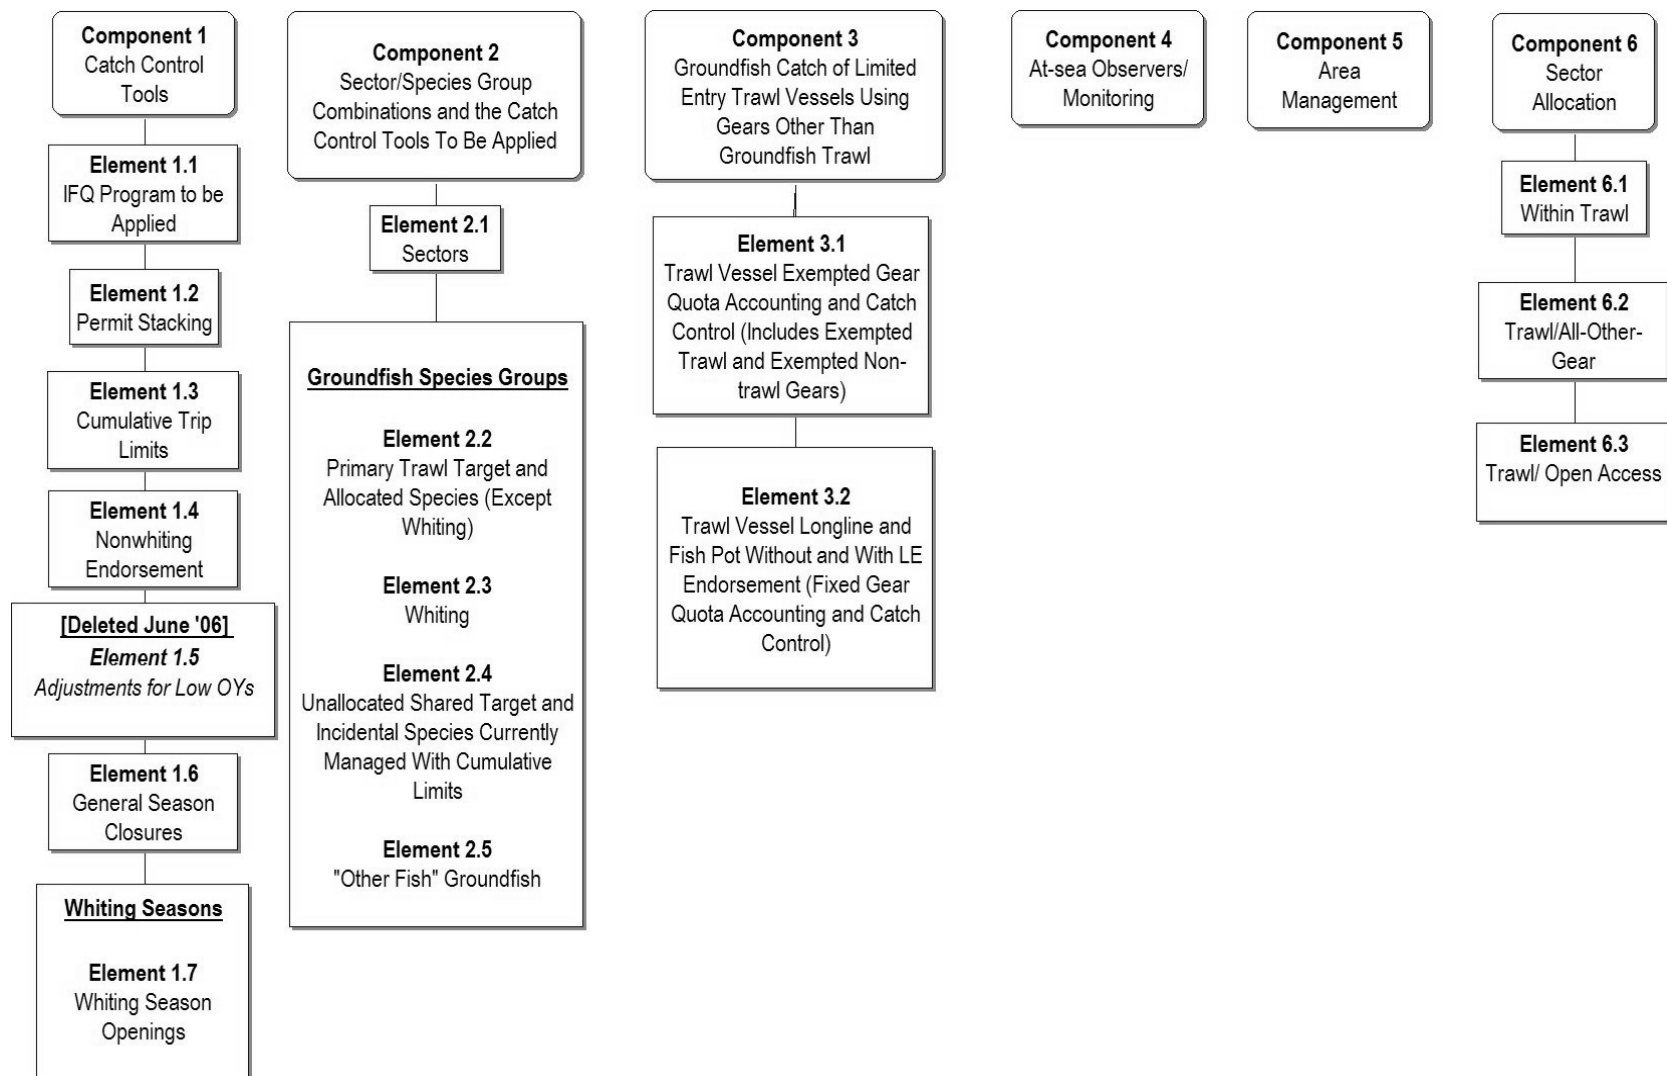 Component 1
Catch Control
Tools
Element 1.1
IFQ Program to be
Applied
Element 1.2
Permit Stacking
Element 1.3
Cumulative Trip
Limits
Element 1.4
Nonwhiting
Endorsement
[Deleted June '06]
Element 1.5
Adjustments for Low OYs
Element 1.6
General Season
Closures
Whiting Seasons
Element 1.7
Whiting Season
Openings
Component 2
Sector/Species Group
Combinations and the Catch
Control Tools To Be Applied
Element 2.1
Sectors
Groundfish Species Groups
Element 2.2
Primary Trawl Target and
Allocated Species (Except
Whiting)
Element 2.3
Whiting
Element 2.4
Unallocated Shared Target and
Incidental Species Currently
Managed With Cumulative
Limits
Element 2.5
"Other Fish" Groundfish
Component 3
Groundfish Catch of Limited
Entry Trawl Vessels Using
Gears Other Than
Groundfish Trawl
Element 3.1
Trawl Vessel Exempted Gear
Quota Accounting and Catch
Control (Includes Exempted
Trawl and Exempted Non-
trawl Gears)
Element 3.2
Trawl Vessel Longline and
Fish Pot Without and With LE
Endorsement (Fixed Gear
Quota Accounting and Catch
Control)
Component 4
At-sea Observers/
Monitoring
Component 5
Area
Management
Component 6
Sector
Allocation
Element 6.1
Within Trawl
Element 6.2
Trawl/All-Other-
Gear
Element 6.3
Trawl/ Open Access